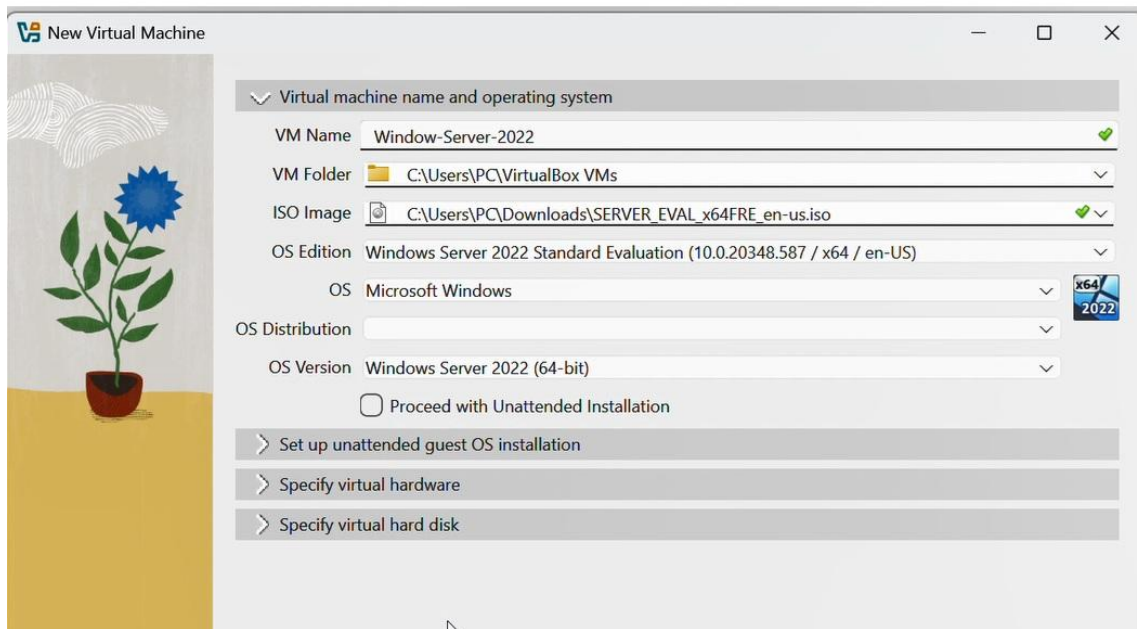 New Virtual Machine
Virtual machine name and operating system
VM Name Window-Server-2022
VM Folder C:\Users\PC\VirtualBox VMs
ISO Image C:\Users\PC\Downloads\SERVER_EVAL_x64FRE_en-us.iso
OS Edition Windows Server 2022 Standard Evaluation (10.0.20348.587 / x64 / en-US)
OS Microsoft Windows
x64
2022
OS Distribution
OS Version Windows Server 2022 (64-bit)
Proceed with Unattended Installation
Set up unattended guest OS installation
Specify virtual hardware
Specify virtual hard disk